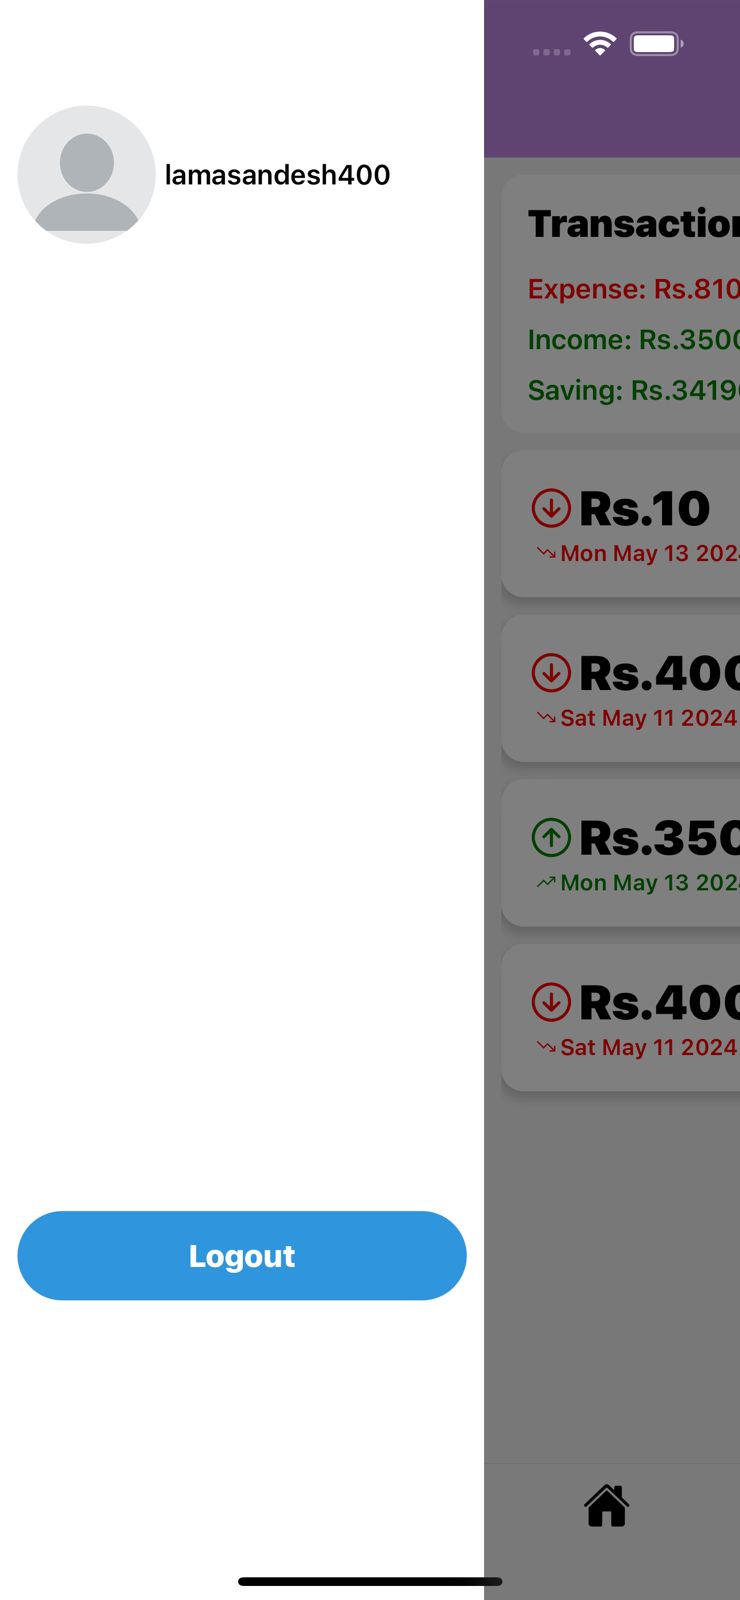 lamasandesh400
Transaction
Expense: Rs.810
Income: Rs.3500
Saving: Rs.3419
Rs.10
Mon May 13 202
Rs.400
Sat May 11 2024
Rs.350
Mon May 13 202
Rs.400
Sat May 11 2024
Logout